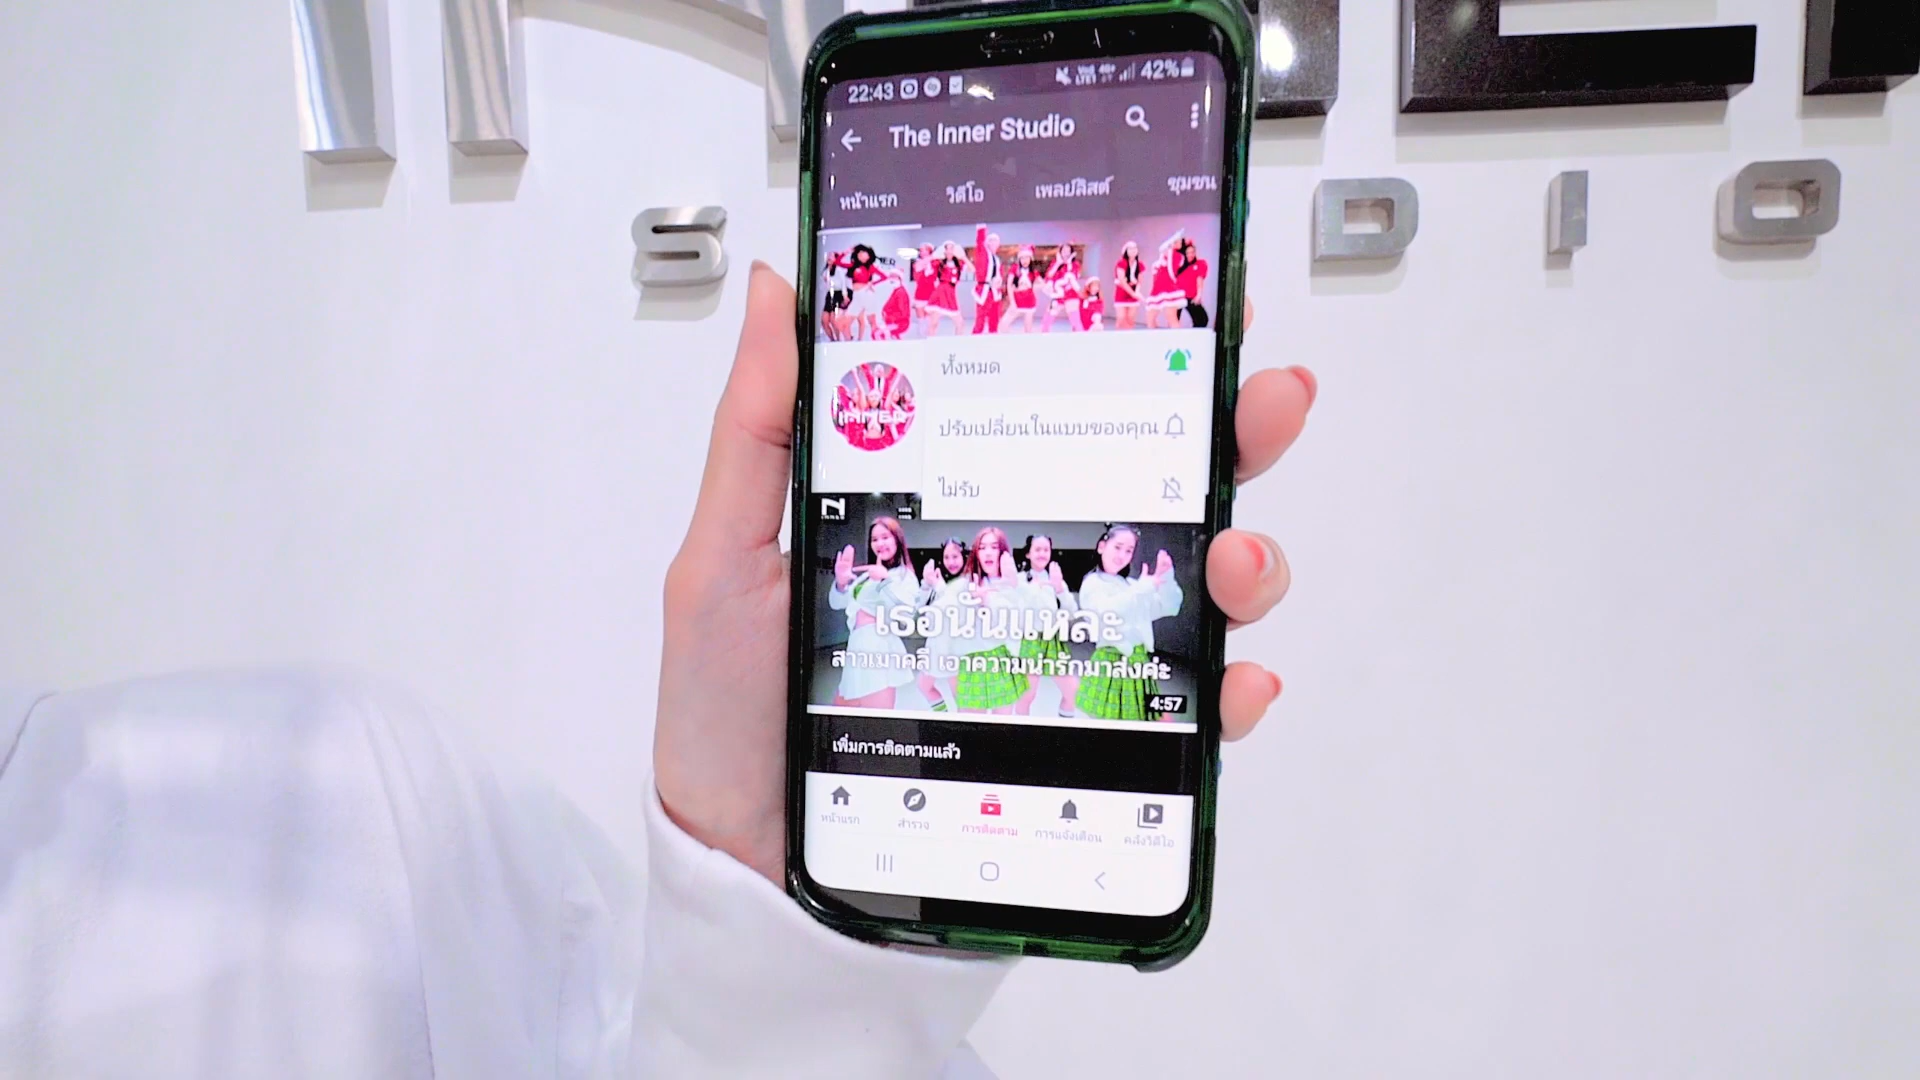 INNER
S DIO
22:43 42%
The Inner Studio
หน้าแรก วิดีโอ เพลย์ลิสต์ ชุมชน
ทั้งหมด
ปรับเปลี่ยนในแบบของคุณ
ไม่รับ
เธอนั่นแหละ
สาวเมาคลี เอาความน่ารักมาส่งค่ะ
4:57
เพิ่มการติดตามแล้ว
หน้าแรก สำรวจ การติดตาม การแจ้งเตือน คลังวิดีโอ